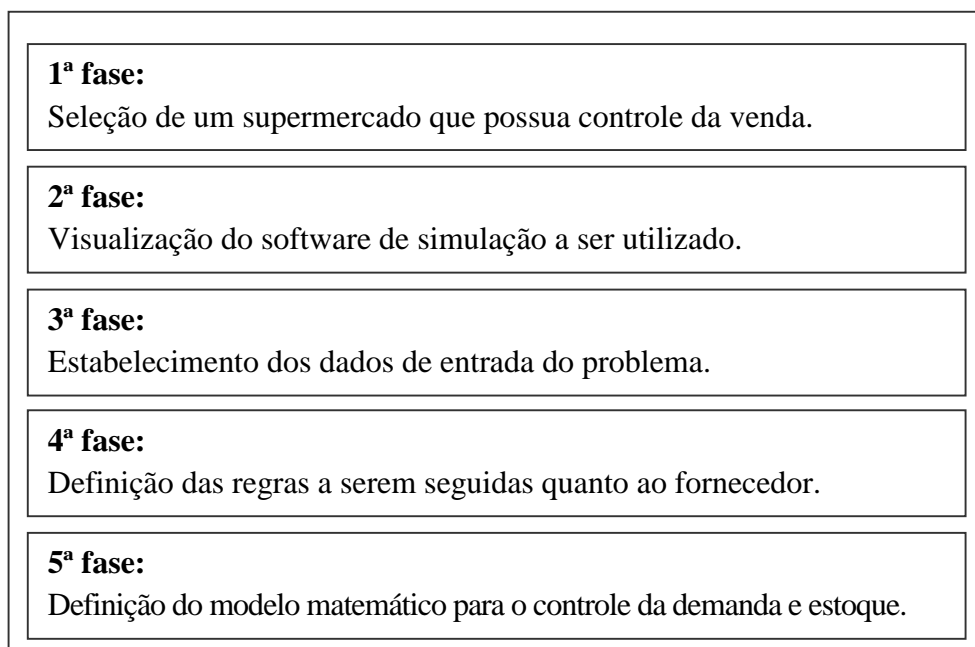 1ª fase:
Seleção de um supermercado que possua controle da venda.
2ª fase:
Visualização do software de simulação a ser utilizado.
3ª fase:
Estabelecimento dos dados de entrada do problema.
4ª fase:
Definição das regras a serem seguidas quanto ao fornecedor.
5ª fase:
Definição do modelo matemático para o controle da demanda e estoque.